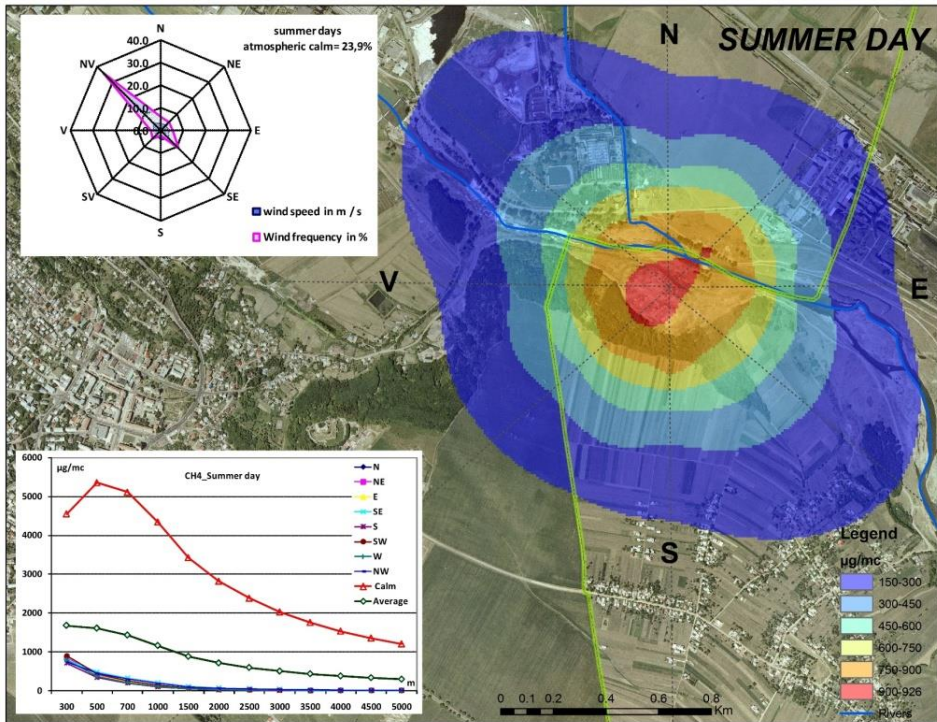 SUMMER DAY
summer days
atmospheric calm= 23,9%
N
40.0
30.0
20.0
10.0
0.0
NV
NE
V
E
SV
SE
S
wind speed in m / s
Wind frequency in %
N
V
E
S
µg/mc
CH4_Summer day
6000
5000
4000
3000
2000
1000
0
N
NE
E
SE
S
SW
W
NW
Calm
Average
m
300 500 700 1000 1500 2000 2500 3000 3500 4000 4500 5000
Legend
µg/mc
150-300
300-450
450-600
600-750
750-900
900-926
Rivers
0 0.1 0.2 0.4 0.6 0.8
Km